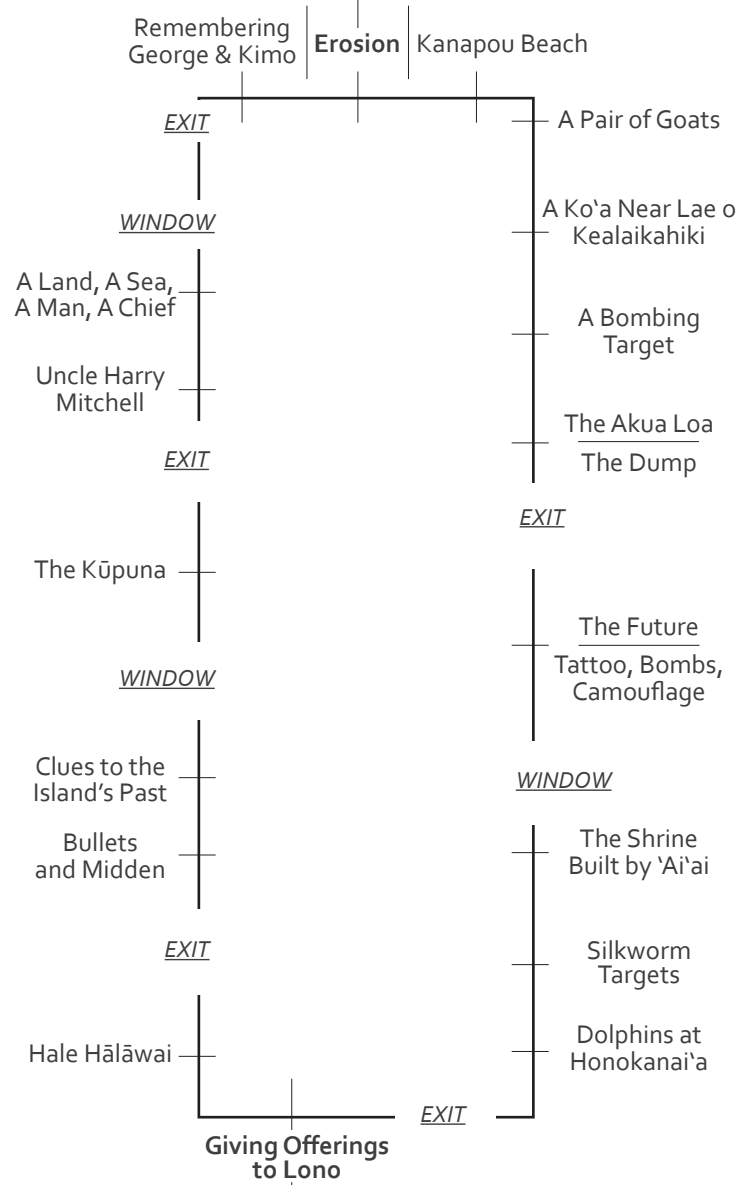 Remembering
George & Kimo
Erosion
Kanapou Beach
EXIT
WINDOW
A Land, A Sea,
A Man, A Chief
Uncle Harry
Mitchell
EXIT
The Kūpuna
WINDOW
Clues to the
Island’s Past
Bullets
and Midden
EXIT
Hale Hālāwai
A Pair of Goats
A Ko‘a Near Lae o
Kealaikahiki
A Bombing
Target
The Akua Loa
The Dump
EXIT
The Future
Tattoo, Bombs,
Camouflage
WINDOW
The Shrine
Built by ‘Ai‘ai
Silkworm
Targets
Dolphins at
Honokanai‘a
EXIT
Giving Offerings
to Lono